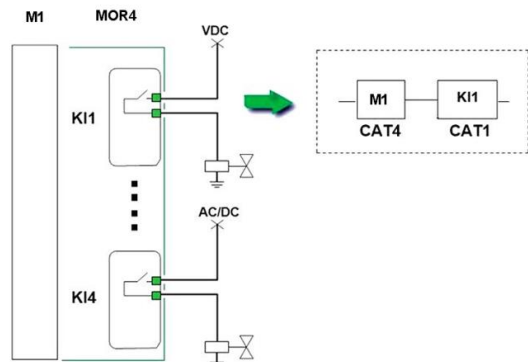 M1 MOR4
VDC
KI1
M1 KI1
CAT4 CAT1
AC/DC
KI4